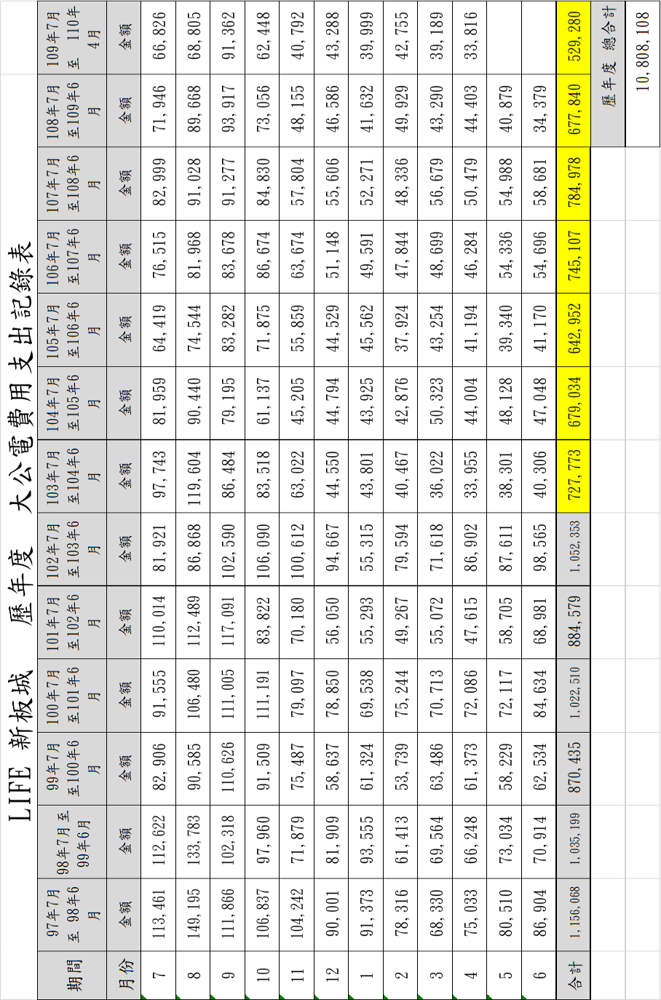 LIFE 新板城 歷年度 大公電費用支出記錄表
期間 97年7月至 98年6月 98年7月至99年6月 99年7月至100年6月 100年7月至101年6月 101年7月至102年6月 102年7月至103年6月 103年7月至104年6月 104年7月至105年6月 105年7月至106年6月 106年7月至107年6月 107年7月至108年6月 108年7月至109年6月 109年7月至 110年4月
月份 金額 金額 金額 金額 金額 金額 金額 金額 金額 金額 金額 金額 金額
7 113,461 112,622 82,906 91,555 110,014 81,921 97,743 81,959 64,419 76,515 82,999 71,946 66,826
8 149,195 133,783 90,585 106,480 112,489 86,868 119,604 90,440 74,544 81,968 91,028 89,668 68,805
9 111,866 102,318 110,626 111,005 117,091 102,590 86,484 79,195 83,282 83,678 91,277 93,917 91,362
10 106,837 97,960 91,509 111,191 83,822 106,090 83,518 61,137 71,875 86,674 84,830 73,056 62,448
11 104,242 71,879 75,487 79,097 70,180 100,612 63,022 45,205 55,859 63,674 57,804 48,155 40,792
12 90,001 81,909 58,637 78,850 56,050 94,667 44,550 44,794 44,529 51,148 55,606 46,586 43,288
1 91,373 93,555 61,324 69,538 55,293 55,315 43,801 43,925 45,562 49,591 52,271 41,632 39,999
2 78,316 61,413 53,739 75,244 49,267 79,594 40,467 42,876 37,924 47,844 48,336 49,929 42,755
3 68,330 69,564 63,486 70,713 55,072 71,618 36,022 50,323 43,254 48,699 56,679 43,290 39,189
4 75,033 66,248 61,373 72,086 47,615 86,902 33,955 44,004 41,194 46,284 50,479 44,403 33,816
5 80,510 73,034 58,229 72,117 58,705 87,611 38,301 48,128 39,340 54,336 54,988 40,879
6 86,904 70,914 62,534 84,634 68,981 98,565 40,306 47,048 41,170 54,696 58,681 34,379
合計 1,156,068 1,035,199 870,435 1,022,510 884,579 1,052,353 727,773 679,034 642,952 745,107 784,978 677,840 529,280
歷年度 總合計
10,808,108